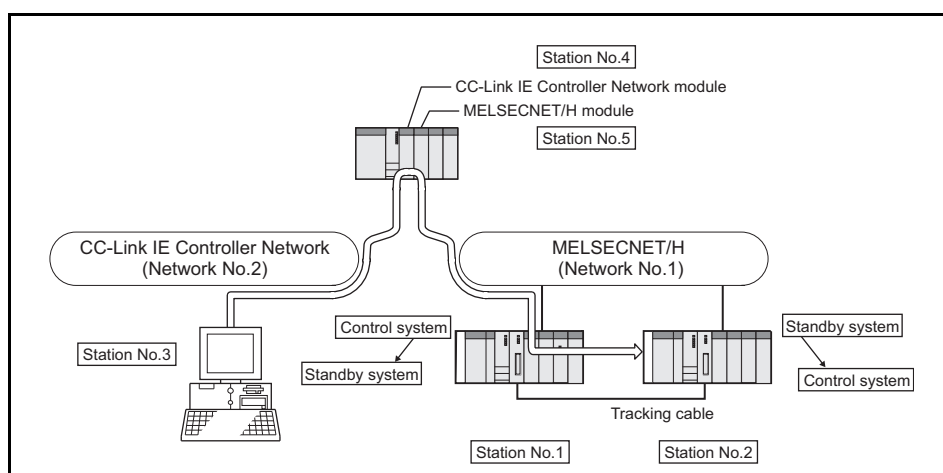 Station No.4
CC-Link IE Controller Network module
MELSECNET/H module
Station No.5
CC-Link IE Controller Network
(Network No.2)
MELSECNET/H
(Network No.1)
Station No.3
Control system
Standby system
Standby system
Control system
Tracking cable
Station No.1
Station No.2